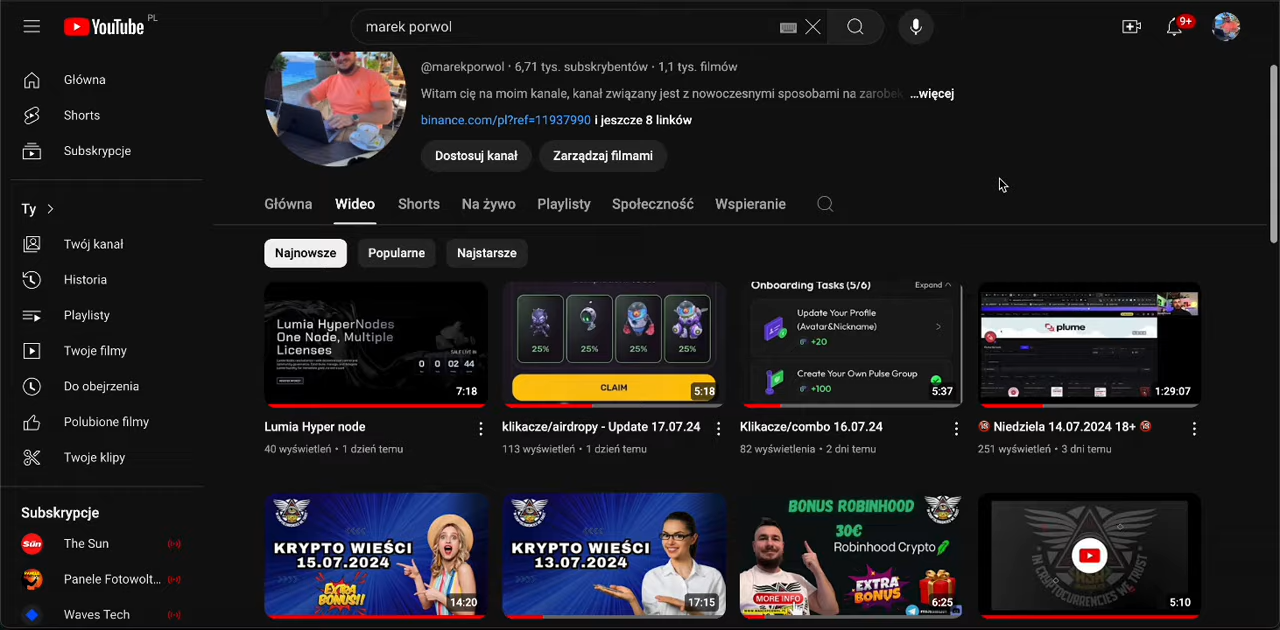 YouTube PL
marek porwol
9+
Główna
Shorts
Subskrypcje
Ty
Twój kanał
Historia
Playlisty
Twoje filmy
Do obejrzenia
Polubione filmy
Twoje klipy
Subskrypcje
The Sun
Panele Fotowolt...
Waves Tech
@marekporwol · 6,71 tys. subskrybentów · 1,1 tys. filmów
Witam cię na moim kanale, kanał związany jest z nowoczesnymi sposobami na zarobek ...więcej
binance.com/pl?ref=11937990 i jeszcze 8 linków
Dostosuj kanał
Zarządzaj filmami
Główna
Wideo
Shorts
Na żywo
Playlisty
Społeczność
Wspieranie
Najnowsze
Popularne
Najstarsze
Lumia HyperNodes
One Node, Multiple
Licenses
SALE LIVE IN
0 0 02 44
7:18
Lumia Hyper node
40 wyświetleń • 1 dzień temu
25% 25% 25% 25%
CLAIM
5:18
klikacze/airdropy - Update 17.07.24
113 wyświetleń • 1 dzień temu
Onboarding Tasks (5/6)
Expand
Update Your Profile
(Avatar&Nickname)
+20
Create Your Own Pulse Group
+100
5:37
Klikacze/combo 16.07.24
82 wyświetlenia • 2 dni temu
plume
1:29:07
🔞 Niedziela 14.07.2024 18+ 🔞
251 wyświetleń • 3 dni temu
KRYPTO WIEŚCI
15.07.2024
EXTRA
BONUS!!
14:20
KRYPTO WIEŚCI
13.07.2024
17:15
BONUS ROBINHOOD
30€
Robinhood Crypto
EXTRA
BONUS
MORE INFO
6:25
IN KRYPTOCURRENCIES WE TRUST
5:10